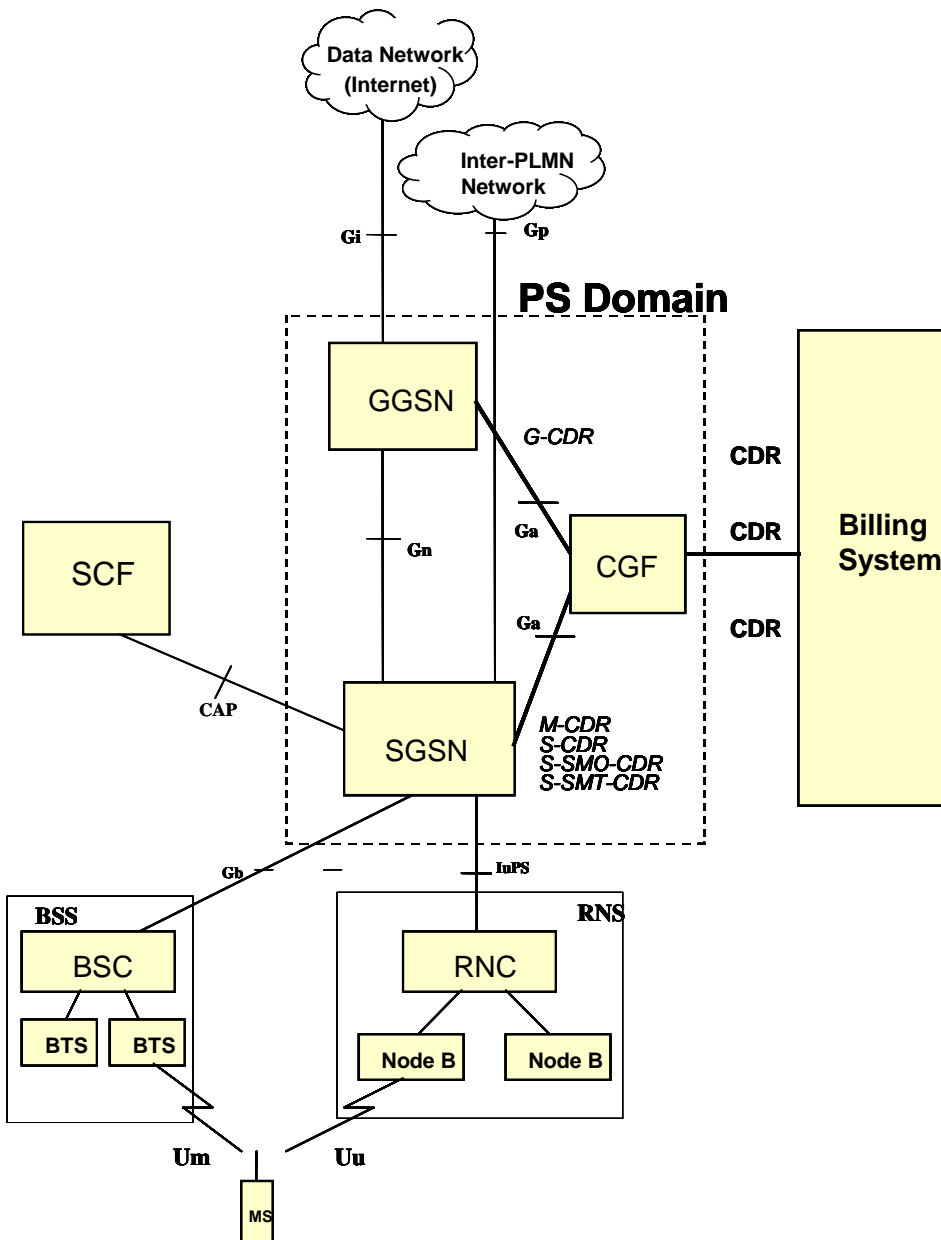 Data Network
(Internet)
Inter-PLMN
Network
Gi
Gp
PS Domain
GGSN
G-CDR
CDR
Ga
Gn
CDR
Billing
System
SCF
CGF
Ga
CDR
CAP
SGSN
M-CDR
S-CDR
S-SMO-CDR
S-SMT-CDR
Gb
IuPS
BSS
RNS
BSC
RNC
BTS
BTS
Node B
Node B
Um
Uu
MS